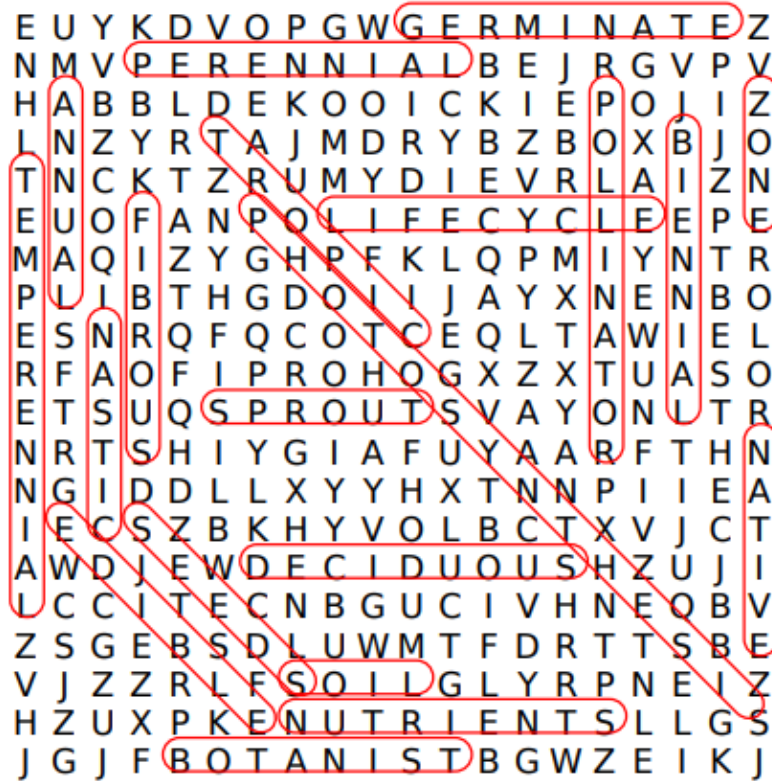 E U Y K D V O P G W G E R M I N A T E Z
N M V P E R E N N I A L B E J R G V P V
H A B B L D E K O O I C K I E P O J I Z
L N Z Y R T A J M D R Y B Z B O X B J O
T N C K T Z R U M Y D I E V R L A I Z N
E U O F A N P O L I F E C Y C L E E P E
M A Q I Z Y G H P F K L Q P M I Y N T R
P L I B T H G D O I I J A Y X N E N B O
E S N R Q F Q C O T C E Q L T A W I E L
R F A O F I P R O H O G X Z X T U A S O
E T S U Q S P R O U T S V A Y O N L T R
N R T S H I Y G I A F U Y A A R F T H N
N G I D D L L X Y Y H X T N N P I I E A
I E C S Z B K H Y V O L B C T X V J C T
A W D J E W D E C I D U O U S H Z U J I
L C C I T E C N B G U C I V H N E Q B V
Z S G E B S D L U W M T F D R T T S B E
V J Z Z R L F S O I L G L Y R P N E I Z
H Z U X P K E N U T R I E N T S L L G S
J G J F B O T A N I S T B G W Z E I K J